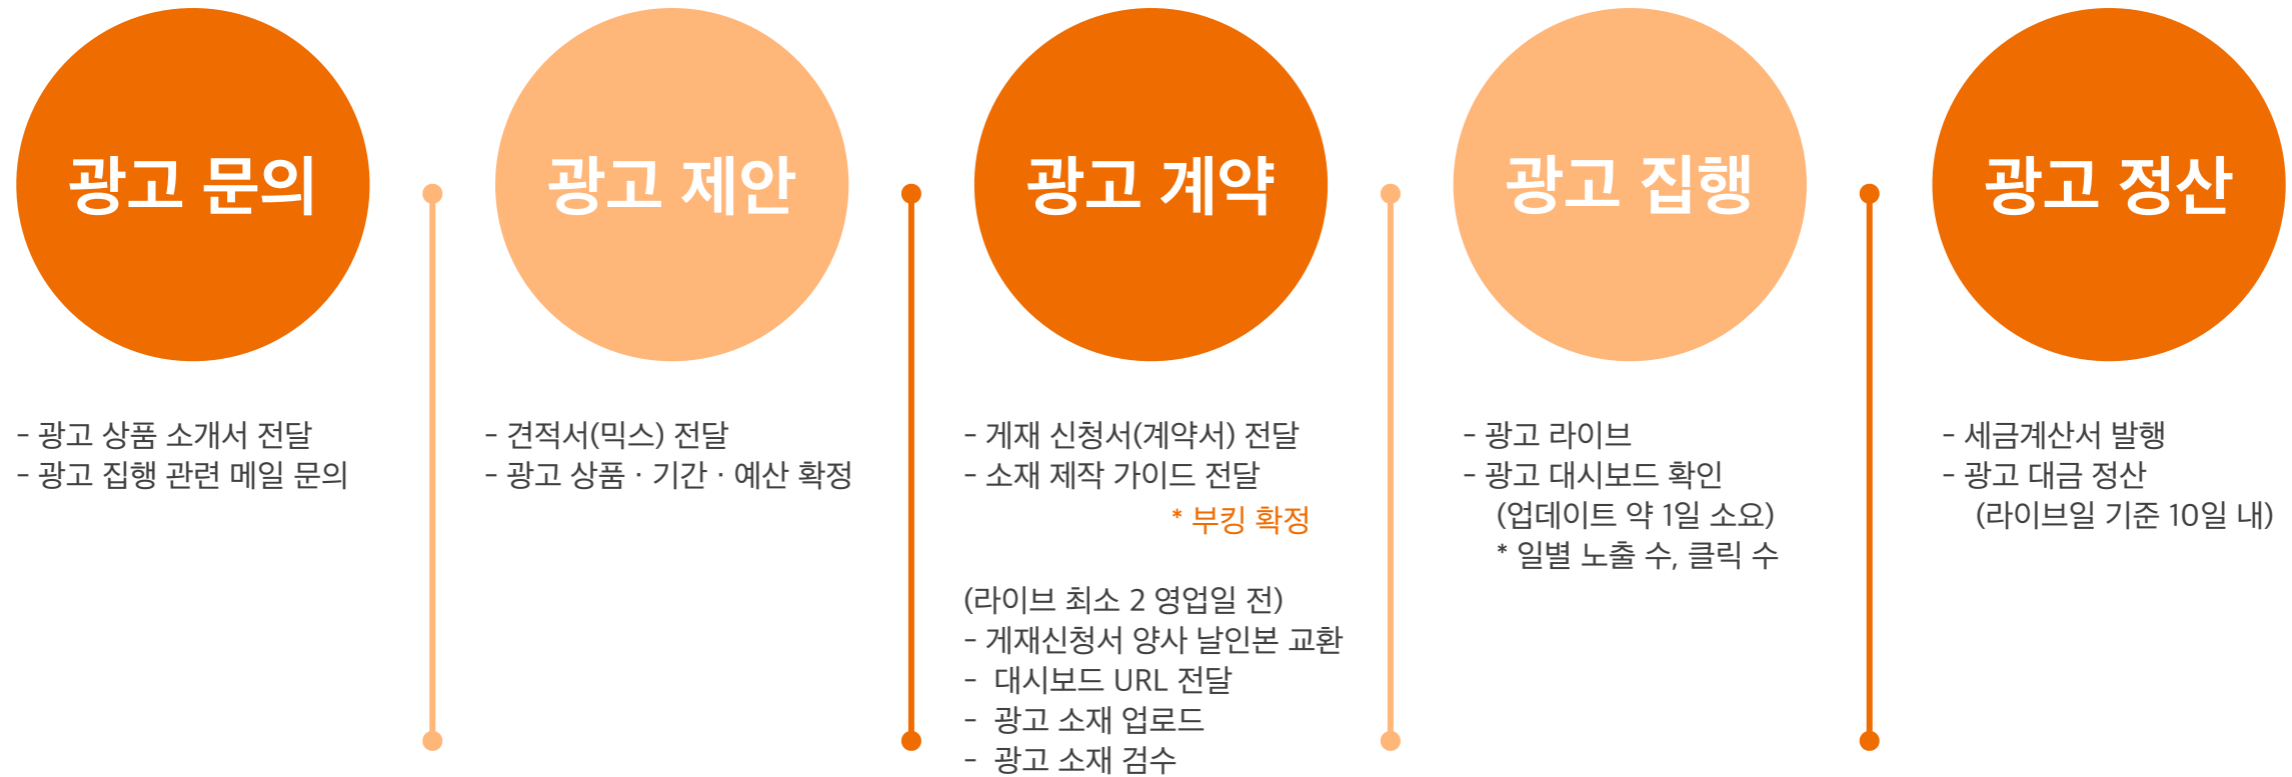 광고 문의
- 광고 상품 소개서 전달
- 광고 집행 관련 메일 문의
광고 제안
- 견적서(믹스) 전달
- 광고 상품 · 기간 · 예산 확정
광고 계약
- 게재 신청서(계약서) 전달
- 소재 제작 가이드 전달
* 부킹 확정
(라이브 최소 2 영업일 전)
- 게재신청서 양사 날인본 교환
- 대시보드 URL 전달
- 광고 소재 업로드
- 광고 소재 검수
광고 집행
- 광고 라이브
- 광고 대시보드 확인
(업데이트 약 1일 소요)
* 일별 노출 수, 클릭 수
광고 정산
- 세금계산서 발행
- 광고 대금 정산
(라이브일 기준 10일 내)